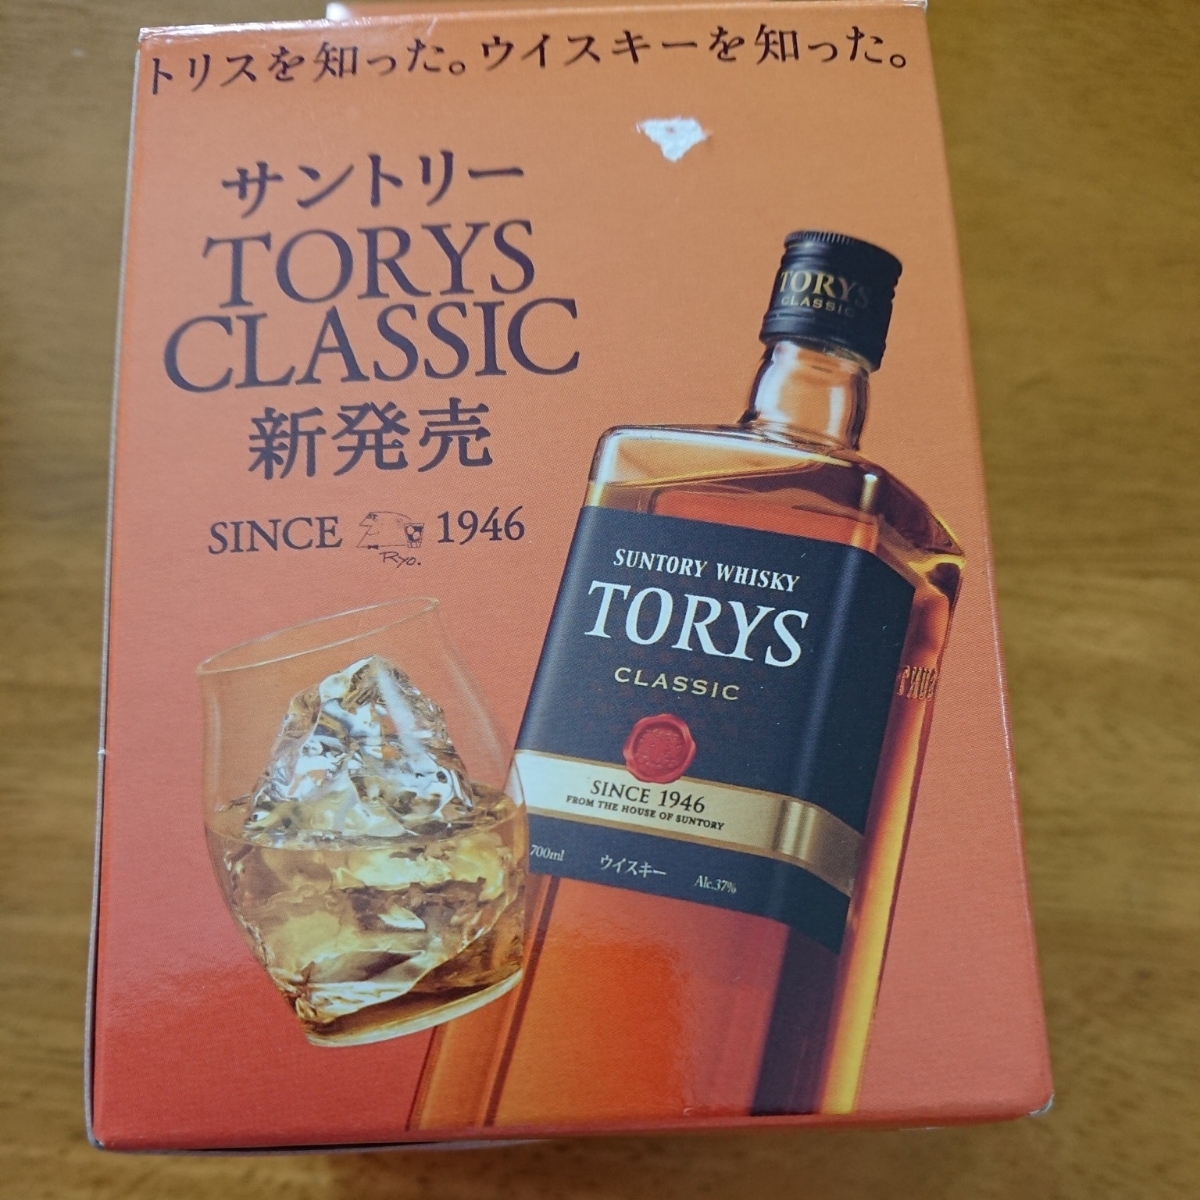 トリスを知った。ウイスキーを知った。
サントリー
TORYS
CLASSIC
新発売
SINCE 1946
Ryo.
TORYS
CLASSIC
SUNTORY WHISKY
TORYS
CLASSIC
SINCE 1946
FROM THE HOUSE OF SUNTORY
700ml ウイスキー Alc.37%